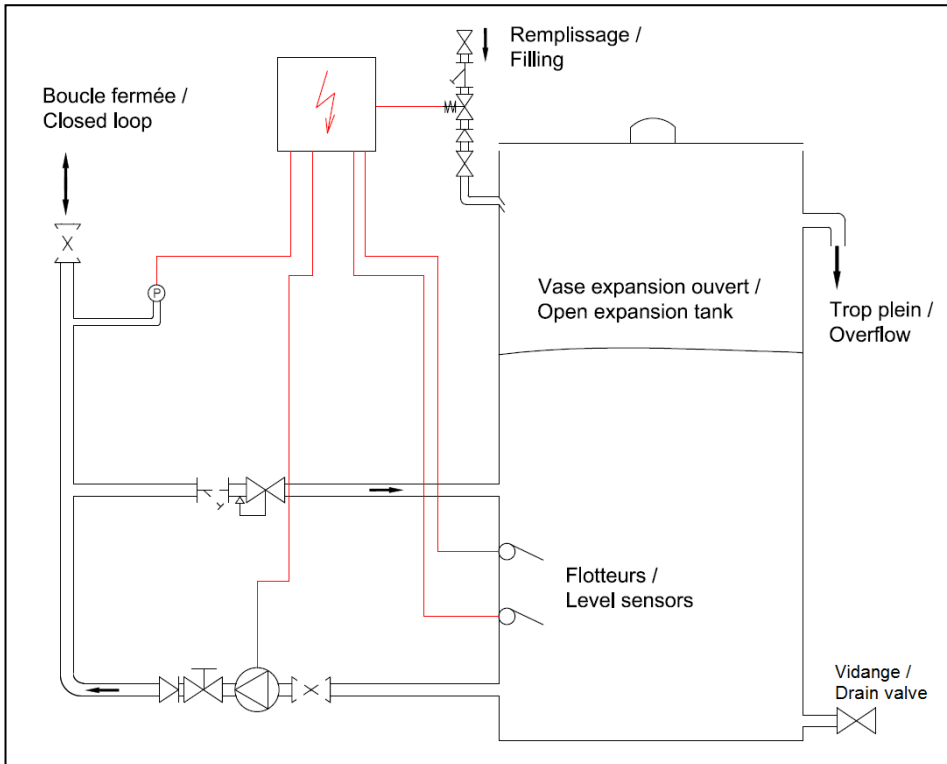 Remplissage /
Filling
Boucle fermée /
Closed loop
P
Vase expansion ouvert /
Open expansion tank
Trop plein /
Overflow
Flotteurs /
Level sensors
Vidange /
Drain valve